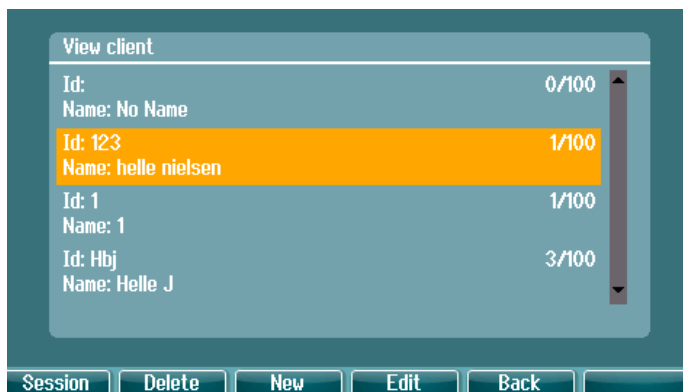 View client
Id: 0/100
Name: No Name
Id: 123 1/100
Name: helle nielsen
Id: 1 1/100
Name: 1
Id: Hbj 3/100
Name: Helle J
Session Delete New Edit Back